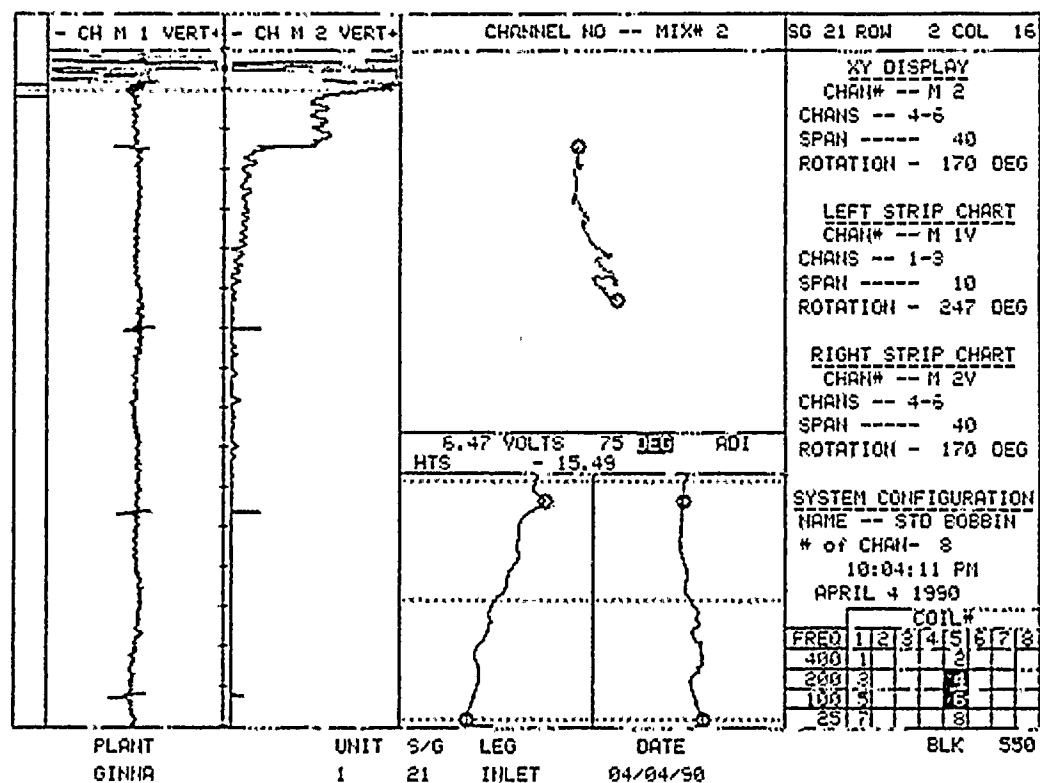 - CH M 1 VERT+
- CH M 2 VERT+
CHANNEL NO -- MIX# 2
SG 21 ROW 2 COL 16
XY DISPLAY
CHAN# -- M 2
CHANS -- 4-6
SPAN ----- 40
ROTATION - 170 DEG
LEFT STRIP CHART
CHAN# -- M 1V
CHANS -- 1-3
SPAN ----- 10
ROTATION - 247 DEG
RIGHT STRIP CHART
CHAN# -- M 2V
CHANS -- 4-6
SPAN ----- 40
ROTATION - 170 DEG
6.47 VOLTS 75 DEG ADI
HTS - 15.49
SYSTEM CONFIGURATION
NAME -- STD BOBBIN
# of CHAN- 8
10:04:11 PM
APRIL 4 1990
COIL#
FREQ 1 2 3 4 5 6 7 8
400 1 2
200 3 4
100 5 6
25 7 8
PLANT UNIT S/G LEG DATE BLK 550
GINNA 1 21 INLET 04/04/90